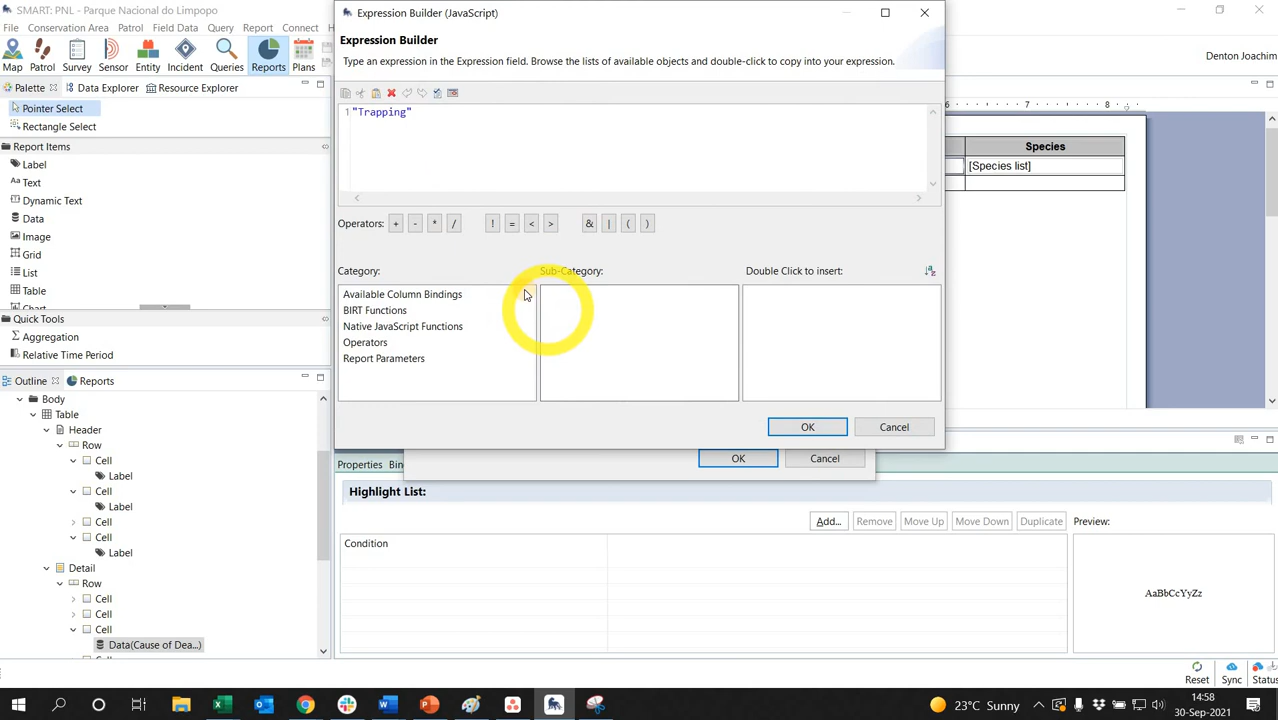 SMART: PNL - Parque Nacional do Limpopo
File Conservation Area Patrol Field Data Query Report Connect H
Map Patrol Survey Sensor Entity Incident Queries Reports Plans
Denton Joachim
Palette Data Explorer Resource Explorer
Pointer Select
Rectangle Select
Report Items
Label
Text
Dynamic Text
Data
Image
Grid
List
Table
Chart
Quick Tools
Aggregation
Relative Time Period
Outline Reports
Body
Table
Header
Row
Cell
Label
Cell
Label
Cell
Cell
Label
Detail
Row
Cell
Cell
Cell
Data(Cause of Dea...)
Expression Builder (JavaScript)
Expression Builder
Type an expression in the Expression field. Browse the lists of available objects and double-click to copy into your expression.
1 "Trapping"
Operators: + - * / ! = < > & | ( )
Category: Sub-Category: Double Click to insert:
Available Column Bindings
BIRT Functions
Native JavaScript Functions
Operators
Report Parameters
OK Cancel
OK Cancel
6 7 8
Species
[Species list]
Properties Bin
Highlight List:
Add... Remove Move Up Move Down Duplicate Preview:
Condition
AaBbCcYyZz
Reset Sync Status
23°C Sunny
14:58
30-Sep-2021